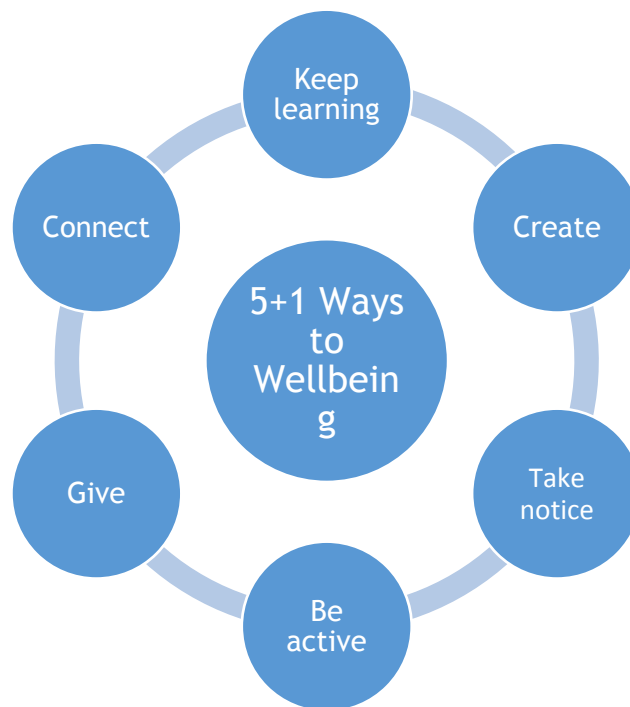 Keep
learning
Connect
Create
5+1 Ways
to
Wellbein
g
Give
Take
notice
Be
active